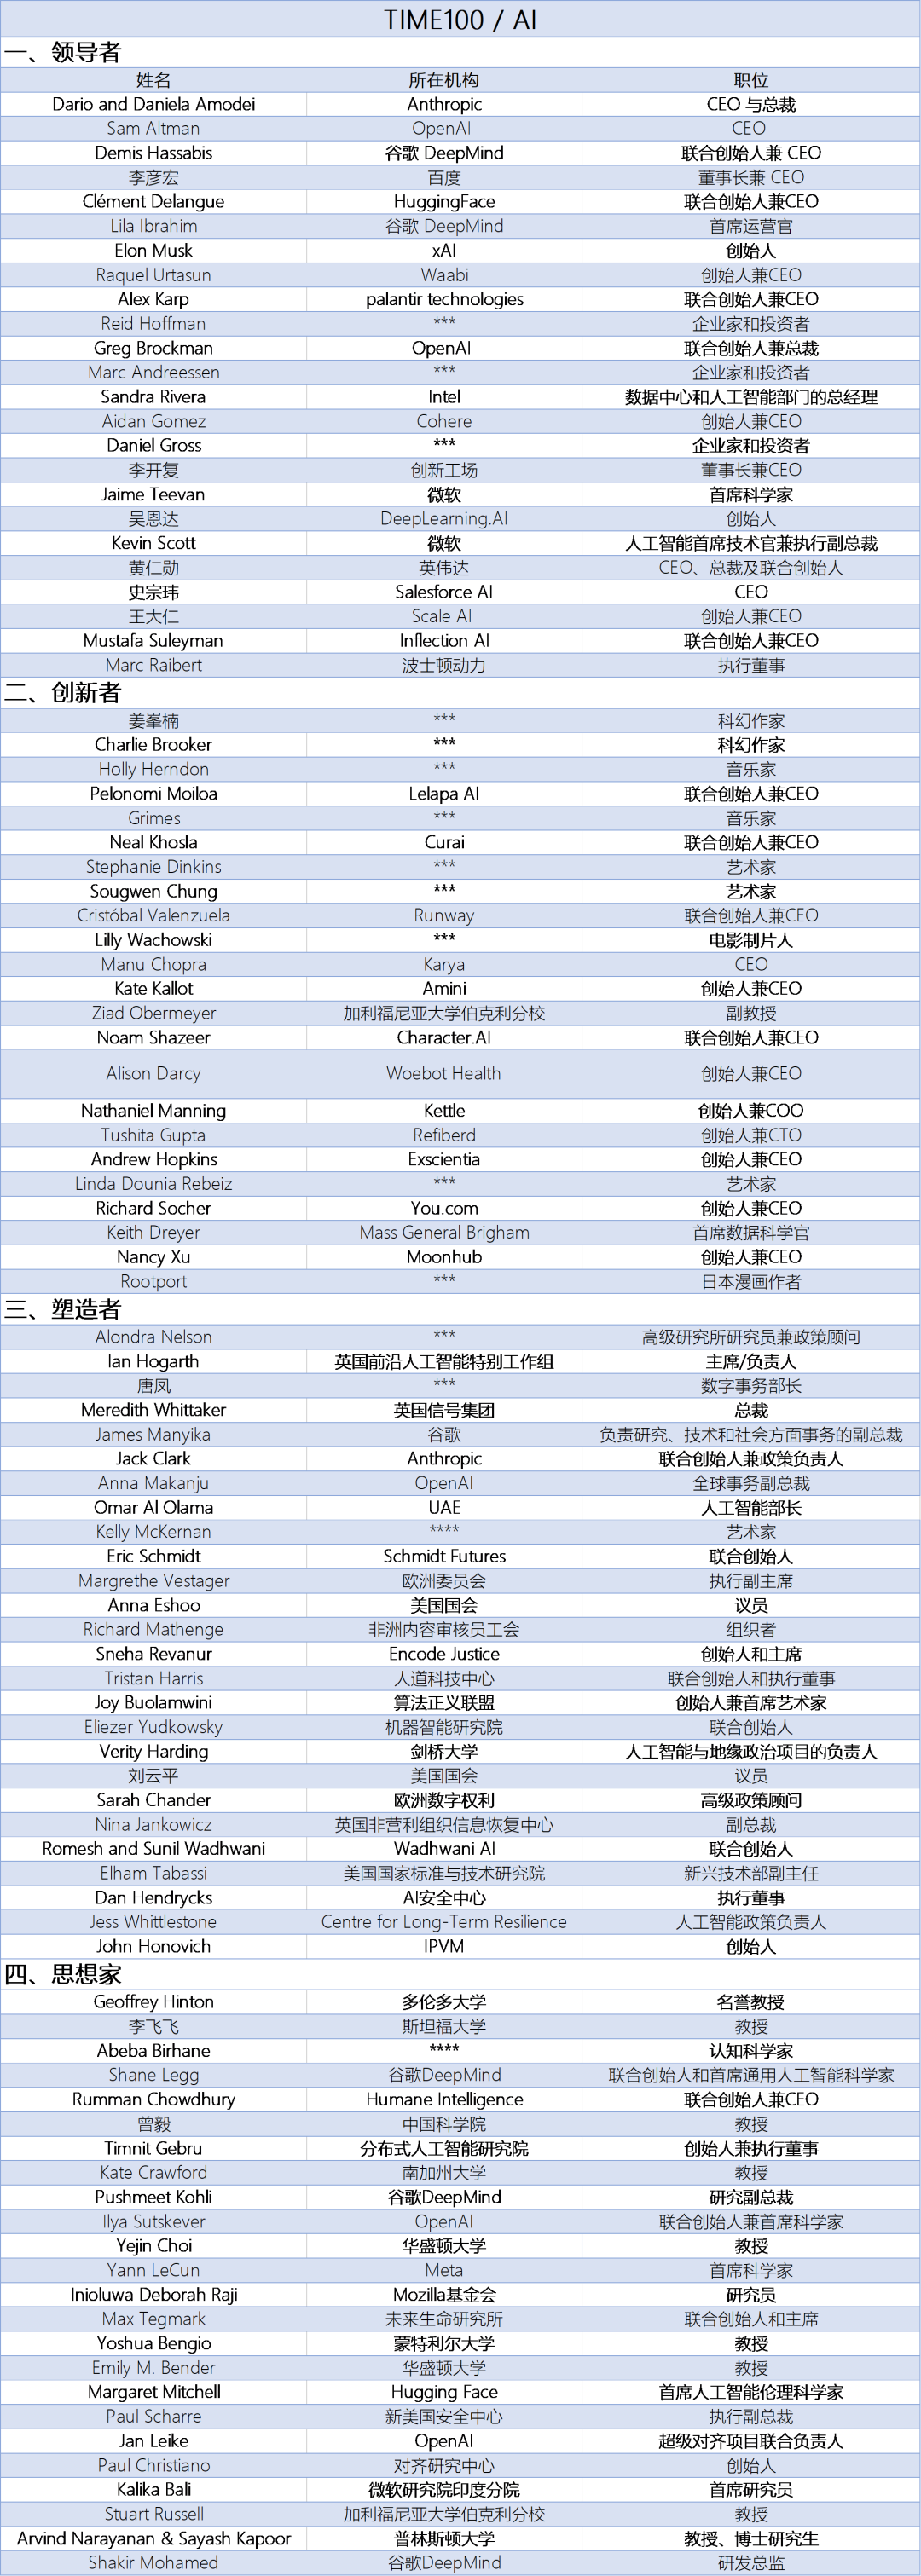 TIME100 / AI
一、领导者
姓名 所在机构 职位
Dario and Daniela Amodei Anthropic CEO 与总裁
Sam Altman OpenAI CEO
Demis Hassabis 谷歌 DeepMind 联合创始人兼 CEO
李彦宏 百度 董事长兼 CEO
Clément Delangue HuggingFace 联合创始人兼CEO
Lila Ibrahim 谷歌 DeepMind 首席运营官
Elon Musk xAI 创始人
Raquel Urtasun Waabi 创始人兼CEO
Alex Karp palantir technologies 联合创始人兼CEO
Reid Hoffman *** 企业家和投资者
Greg Brockman OpenAI 联合创始人兼总裁
Marc Andreessen *** 企业家和投资者
Sandra Rivera Intel 数据中心和人工智能部门的总经理
Aidan Gomez Cohere 创始人兼CEO
Daniel Gross *** 企业家和投资者
李开复 创新工场 董事长兼CEO
Jaime Teevan 微软 首席科学家
吴恩达 DeepLearning.AI 创始人
Kevin Scott 微软 人工智能首席技术官兼执行副总裁
黄仁勋 英伟达 CEO、总裁及联合创始人
史宗玮 Salesforce AI CEO
王大仁 Scale AI 创始人兼CEO
Mustafa Suleyman Inflection AI 联合创始人兼CEO
Marc Raibert 波士顿动力 执行董事
二、创新者
姜峯楠 *** 科幻作家
Charlie Brooker *** 科幻作家
Holly Herndon *** 音乐家
Pelonomi Moiloa Lelapa AI 联合创始人兼CEO
Grimes *** 音乐家
Neal Khosla Curai 联合创始人兼CEO
Stephanie Dinkins *** 艺术家
Sougwen Chung *** 艺术家
Cristóbal Valenzuela Runway 联合创始人兼CEO
Lilly Wachowski *** 电影制片人
Manu Chopra Karya CEO
Kate Kallot Amini 创始人兼CEO
Ziad Obermeyer 加利福尼亚大学伯克利分校 副教授
Noam Shazeer Character.AI 联合创始人兼CEO
Alison Darcy Woebot Health 创始人兼CEO
Nathaniel Manning Kettle 创始人兼COO
Tushita Gupta Refiberd 创始人兼CTO
Andrew Hopkins Exscientia 创始人兼CEO
Linda Dounia Rebeiz *** 艺术家
Richard Socher You.com 创始人兼CEO
Keith Dreyer Mass General Brigham 首席数据科学官
Nancy Xu Moonhub 创始人兼CEO
Rootport *** 日本漫画作者
三、塑造者
Alondra Nelson *** 高级研究所研究员兼政策顾问
Ian Hogarth 英国前沿人工智能特别工作组 主席/负责人
唐凤 *** 数字事务部长
Meredith Whittaker 英国信号集团 总裁
James Manyika 谷歌 负责研究、技术和社会方面事务的副总裁
Jack Clark Anthropic 联合创始人兼政策负责人
Anna Makanju OpenAI 全球事务副总裁
Omar Al Olama UAE 人工智能部长
Kelly McKernan **** 艺术家
Eric Schmidt Schmidt Futures 联合创始人
Margrethe Vestager 欧洲委员会 执行副主席
Anna Eshoo 美国国会 议员
Richard Mathenge 非洲内容审核员工会 组织者
Sneha Revanur Encode Justice 创始人和主席
Tristan Harris 人道科技中心 联合创始人和执行董事
Joy Buolamwini 算法正义联盟 创始人兼首席艺术家
Eliezer Yudkowsky 机器智能研究院 联合创始人
Verity Harding 剑桥大学 人工智能与地缘政治项目的负责人
刘云平 美国国会 议员
Sarah Chander 欧洲数字权利 高级政策顾问
Nina Jankowicz 英国非营利组织信息恢复中心 副总裁
Romesh and Sunil Wadhwani Wadhwani AI 联合创始人
Elham Tabassi 美国国家标准与技术研究院 新兴技术部副主任
Dan Hendrycks AI安全中心 执行董事
Jess Whittlestone Centre for Long-Term Resilience 人工智能政策负责人
John Honovich IPVM 创始人
四、思想家
Geoffrey Hinton 多伦多大学 名誉教授
李飞飞 斯坦福大学 教授
Abeba Birhane **** 认知科学家
Shane Legg 谷歌DeepMind 联合创始人和首席通用人工智能科学家
Rumman Chowdhury Humane Intelligence 联合创始人兼CEO
曾毅 中国科学院 教授
Timnit Gebru 分布式人工智能研究院 创始人兼执行董事
Kate Crawford 南加州大学 教授
Pushmeet Kohli 谷歌DeepMind 研究副总裁
Ilya Sutskever OpenAI 联合创始人兼首席科学家
Yejin Choi 华盛顿大学 教授
Yann LeCun Meta 首席科学家
Inioluwa Deborah Raji Mozilla基金会 研究员
Max Tegmark 未来生命研究所 联合创始人和主席
Yoshua Bengio 蒙特利尔大学 教授
Emily M. Bender 华盛顿大学 教授
Margaret Mitchell Hugging Face 首席人工智能伦理科学家
Paul Scharre 新美国安全中心 执行副总裁
Jan Leike OpenAI 超级对齐项目联合负责人
Paul Christiano 对齐研究中心 创始人
Kalika Bali 微软研究院印度分院 首席研究员
Stuart Russell 加利福尼亚大学伯克利分校 教授
Arvind Narayanan & Sayash Kapoor 普林斯顿大学 教授、博士研究生
Shakir Mohamed 谷歌DeepMind 研发总监